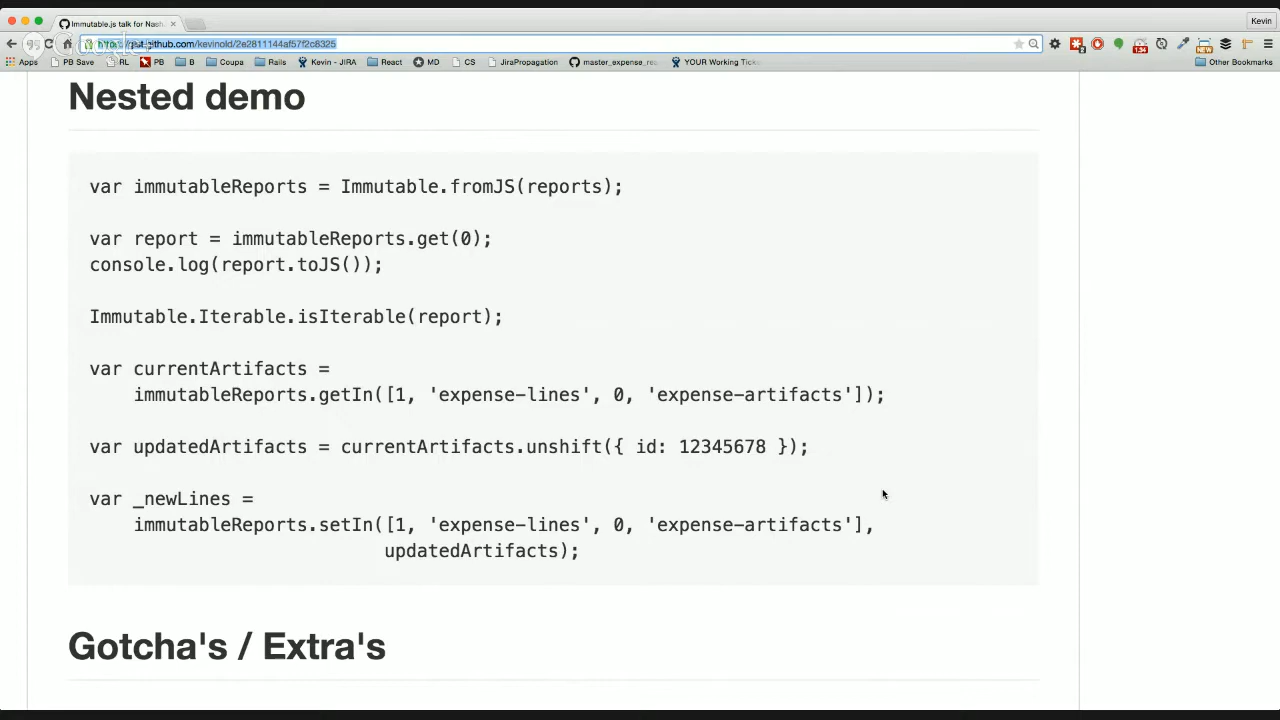 Immutable.js talk for Nash
Kevin
.github.com/kevinold/2e2811144af57f2c8325
Apps PB Save RL PB B Coupa Rails Kevin - JIRA React MD CS JiraPropagation master_expense_re YOUR Working Tick Other Bookmarks
Nested demo
var immutableReports = Immutable.fromJS(reports);
var report = immutableReports.get(0);
console.log(report.toJS());
Immutable.Iterable.isIterable(report);
var currentArtifacts =
immutableReports.getIn([1, 'expense-lines', 0, 'expense-artifacts']);
var updatedArtifacts = currentArtifacts.unshift({ id: 12345678 });
var _newLines =
immutableReports.setIn([1, 'expense-lines', 0, 'expense-artifacts'],
updatedArtifacts);
Gotcha's / Extra's